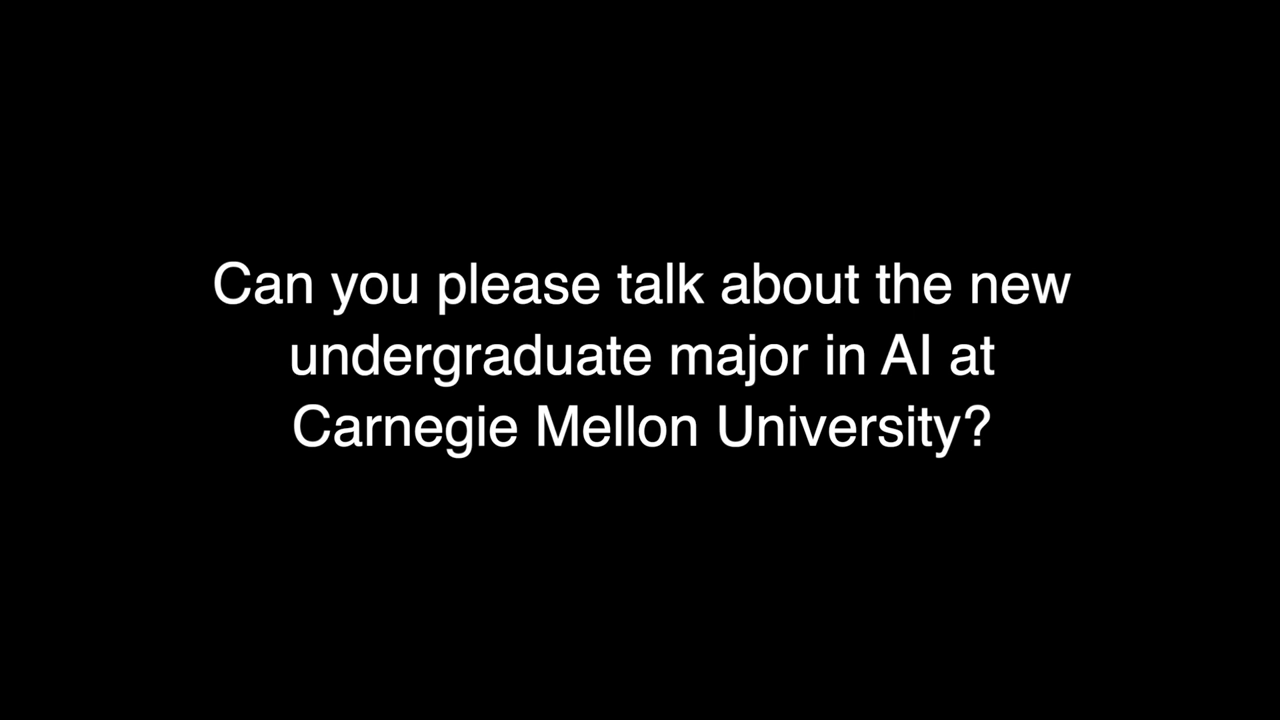 Can you please talk about the new
undergraduate major in AI at
Carnegie Mellon University?